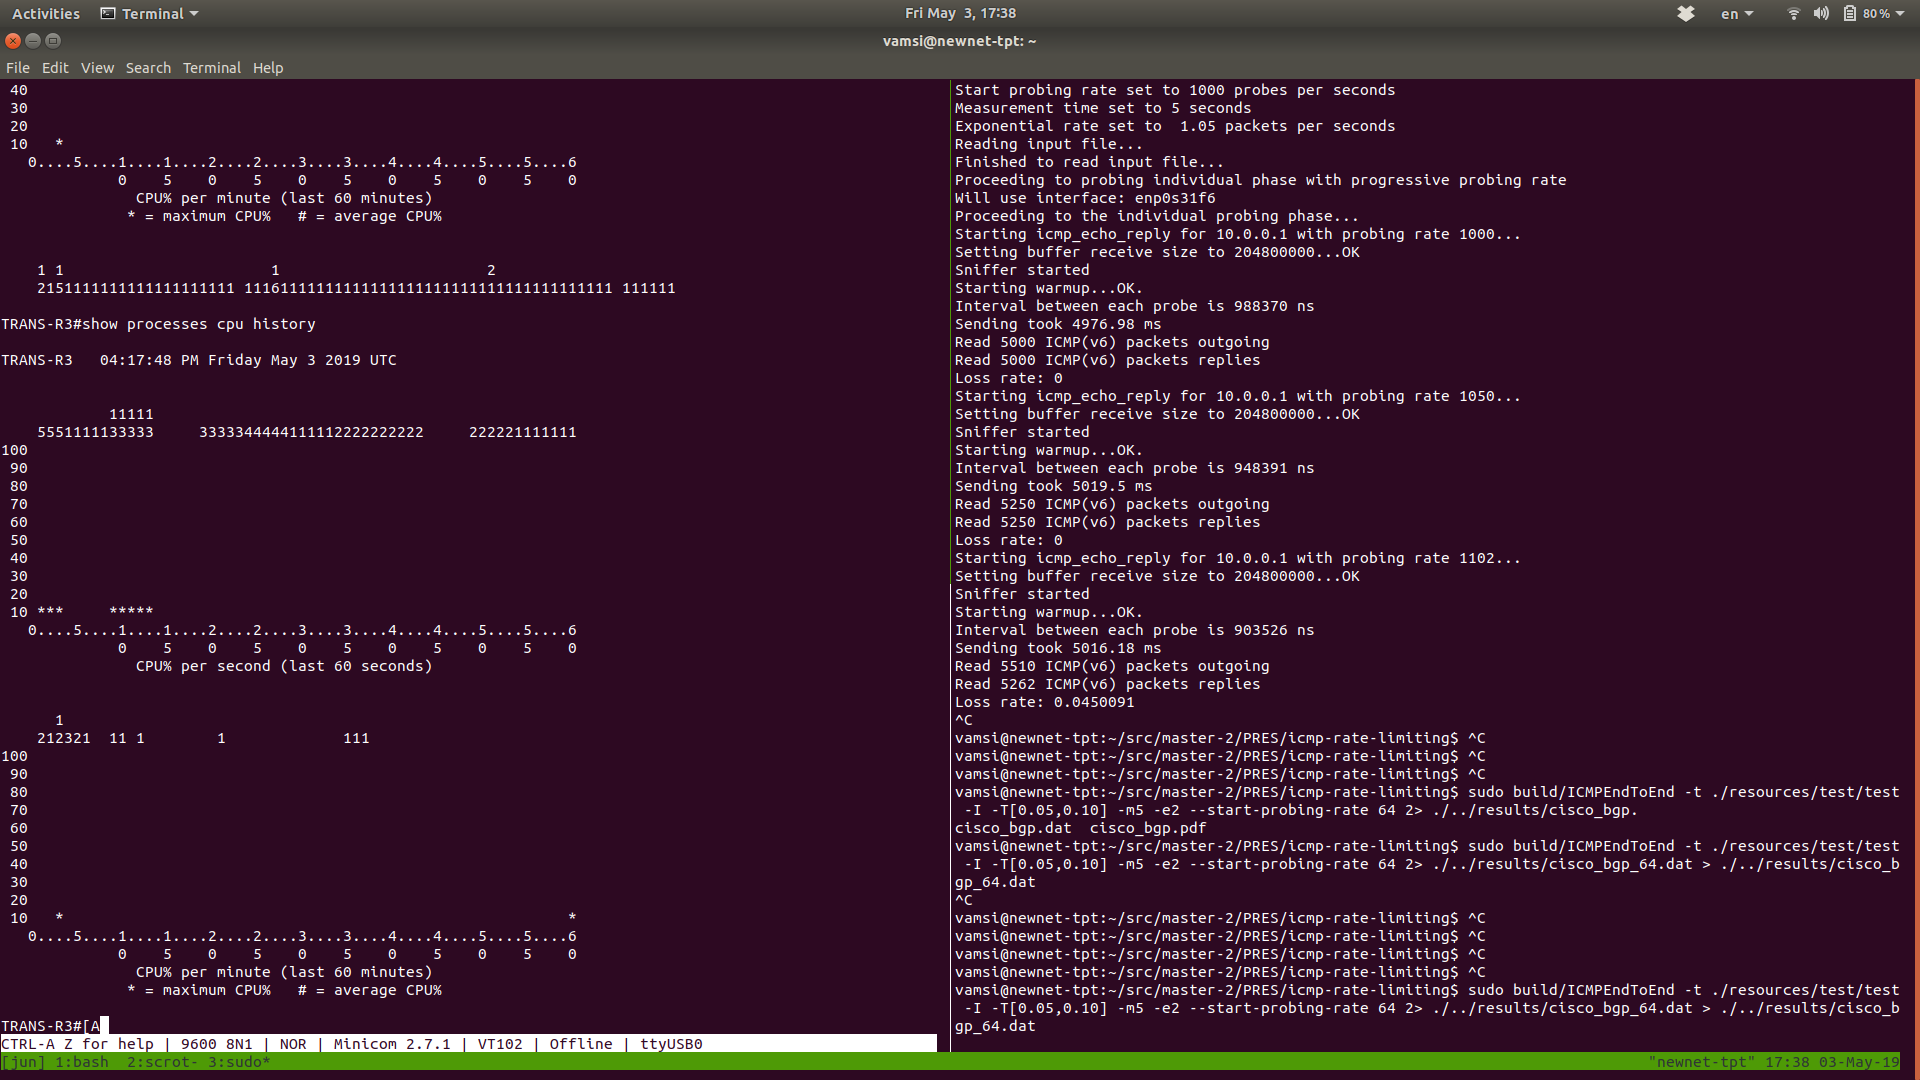 Activities Terminal Fri May 3, 17:38 en 80%
vamsi@newnet-tpt: ~
File Edit View Search Terminal Help
 40
 30
 20
 10   *
   0....5....1....1....2....2....3....3....4....4....5....5....6
             0    5    0    5    0    5    0    5    0    5    0
               CPU% per minute (last 60 minutes)
              * = maximum CPU%   # = average CPU%
    1 1                       1                       2
    2151111111111111111111 11161111111111111111111111111111111111111 111111
TRANS-R3#show processes cpu history
TRANS-R3   04:17:48 PM Friday May 3 2019 UTC
            11111
    5551111133333     3333344444111112222222222     222221111111
100
 90
 80
 70
 60
 50
 40
 30
 20
 10 ***     *****
   0....5....1....1....2....2....3....3....4....4....5....5....6
             0    5    0    5    0    5    0    5    0    5    0
               CPU% per second (last 60 seconds)
      1
    212321  11 1        1             111
100
 90
 80
 70
 60
 50
 40
 30
 20
 10   *                                                        *
   0....5....1....1....2....2....3....3....4....4....5....5....6
             0    5    0    5    0    5    0    5    0    5    0
               CPU% per minute (last 60 minutes)
              * = maximum CPU%   # = average CPU%
TRANS-R3#[A
CTRL-A Z for help | 9600 8N1 | NOR | Minicom 2.7.1 | VT102 | Offline | ttyUSB0
Start probing rate set to 1000 probes per seconds
Measurement time set to 5 seconds
Exponential rate set to  1.05 packets per seconds
Reading input file...
Finished to read input file...
Proceeding to probing individual phase with progressive probing rate
Will use interface: enp0s31f6
Proceeding to the individual probing phase...
Starting icmp_echo_reply for 10.0.0.1 with probing rate 1000...
Setting buffer receive size to 204800000...OK
Sniffer started
Starting warmup...OK.
Interval between each probe is 988370 ns
Sending took 4976.98 ms
Read 5000 ICMP(v6) packets outgoing
Read 5000 ICMP(v6) packets replies
Loss rate: 0
Starting icmp_echo_reply for 10.0.0.1 with probing rate 1050...
Setting buffer receive size to 204800000...OK
Sniffer started
Starting warmup...OK.
Interval between each probe is 948391 ns
Sending took 5019.5 ms
Read 5250 ICMP(v6) packets outgoing
Read 5250 ICMP(v6) packets replies
Loss rate: 0
Starting icmp_echo_reply for 10.0.0.1 with probing rate 1102...
Setting buffer receive size to 204800000...OK
Sniffer started
Starting warmup...OK.
Interval between each probe is 903526 ns
Sending took 5016.18 ms
Read 5510 ICMP(v6) packets outgoing
Read 5262 ICMP(v6) packets replies
Loss rate: 0.0450091
^C
vamsi@newnet-tpt:~/src/master-2/PRES/icmp-rate-limiting$ ^C
vamsi@newnet-tpt:~/src/master-2/PRES/icmp-rate-limiting$ ^C
vamsi@newnet-tpt:~/src/master-2/PRES/icmp-rate-limiting$ ^C
vamsi@newnet-tpt:~/src/master-2/PRES/icmp-rate-limiting$ sudo build/ICMPEndToEnd -t ./resources/test/test
 -I -T[0.05,0.10] -m5 -e2 --start-probing-rate 64 2> ./../results/cisco_bgp.
cisco_bgp.dat  cisco_bgp.pdf
vamsi@newnet-tpt:~/src/master-2/PRES/icmp-rate-limiting$ sudo build/ICMPEndToEnd -t ./resources/test/test
 -I -T[0.05,0.10] -m5 -e2 --start-probing-rate 64 2> ./../results/cisco_bgp_64.dat > ./../results/cisco_b
gp_64.dat
^C
vamsi@newnet-tpt:~/src/master-2/PRES/icmp-rate-limiting$ ^C
vamsi@newnet-tpt:~/src/master-2/PRES/icmp-rate-limiting$ ^C
vamsi@newnet-tpt:~/src/master-2/PRES/icmp-rate-limiting$ ^C
vamsi@newnet-tpt:~/src/master-2/PRES/icmp-rate-limiting$ ^C
vamsi@newnet-tpt:~/src/master-2/PRES/icmp-rate-limiting$ sudo build/ICMPEndToEnd -t ./resources/test/test
 -I -T[0.05,0.10] -m5 -e2 --start-probing-rate 64 2> ./../results/cisco_bgp_64.dat > ./../results/cisco_b
gp_64.dat
[jun] 1:bash  2:scrot- 3:sudo* "newnet-tpt" 17:38 03-May-19